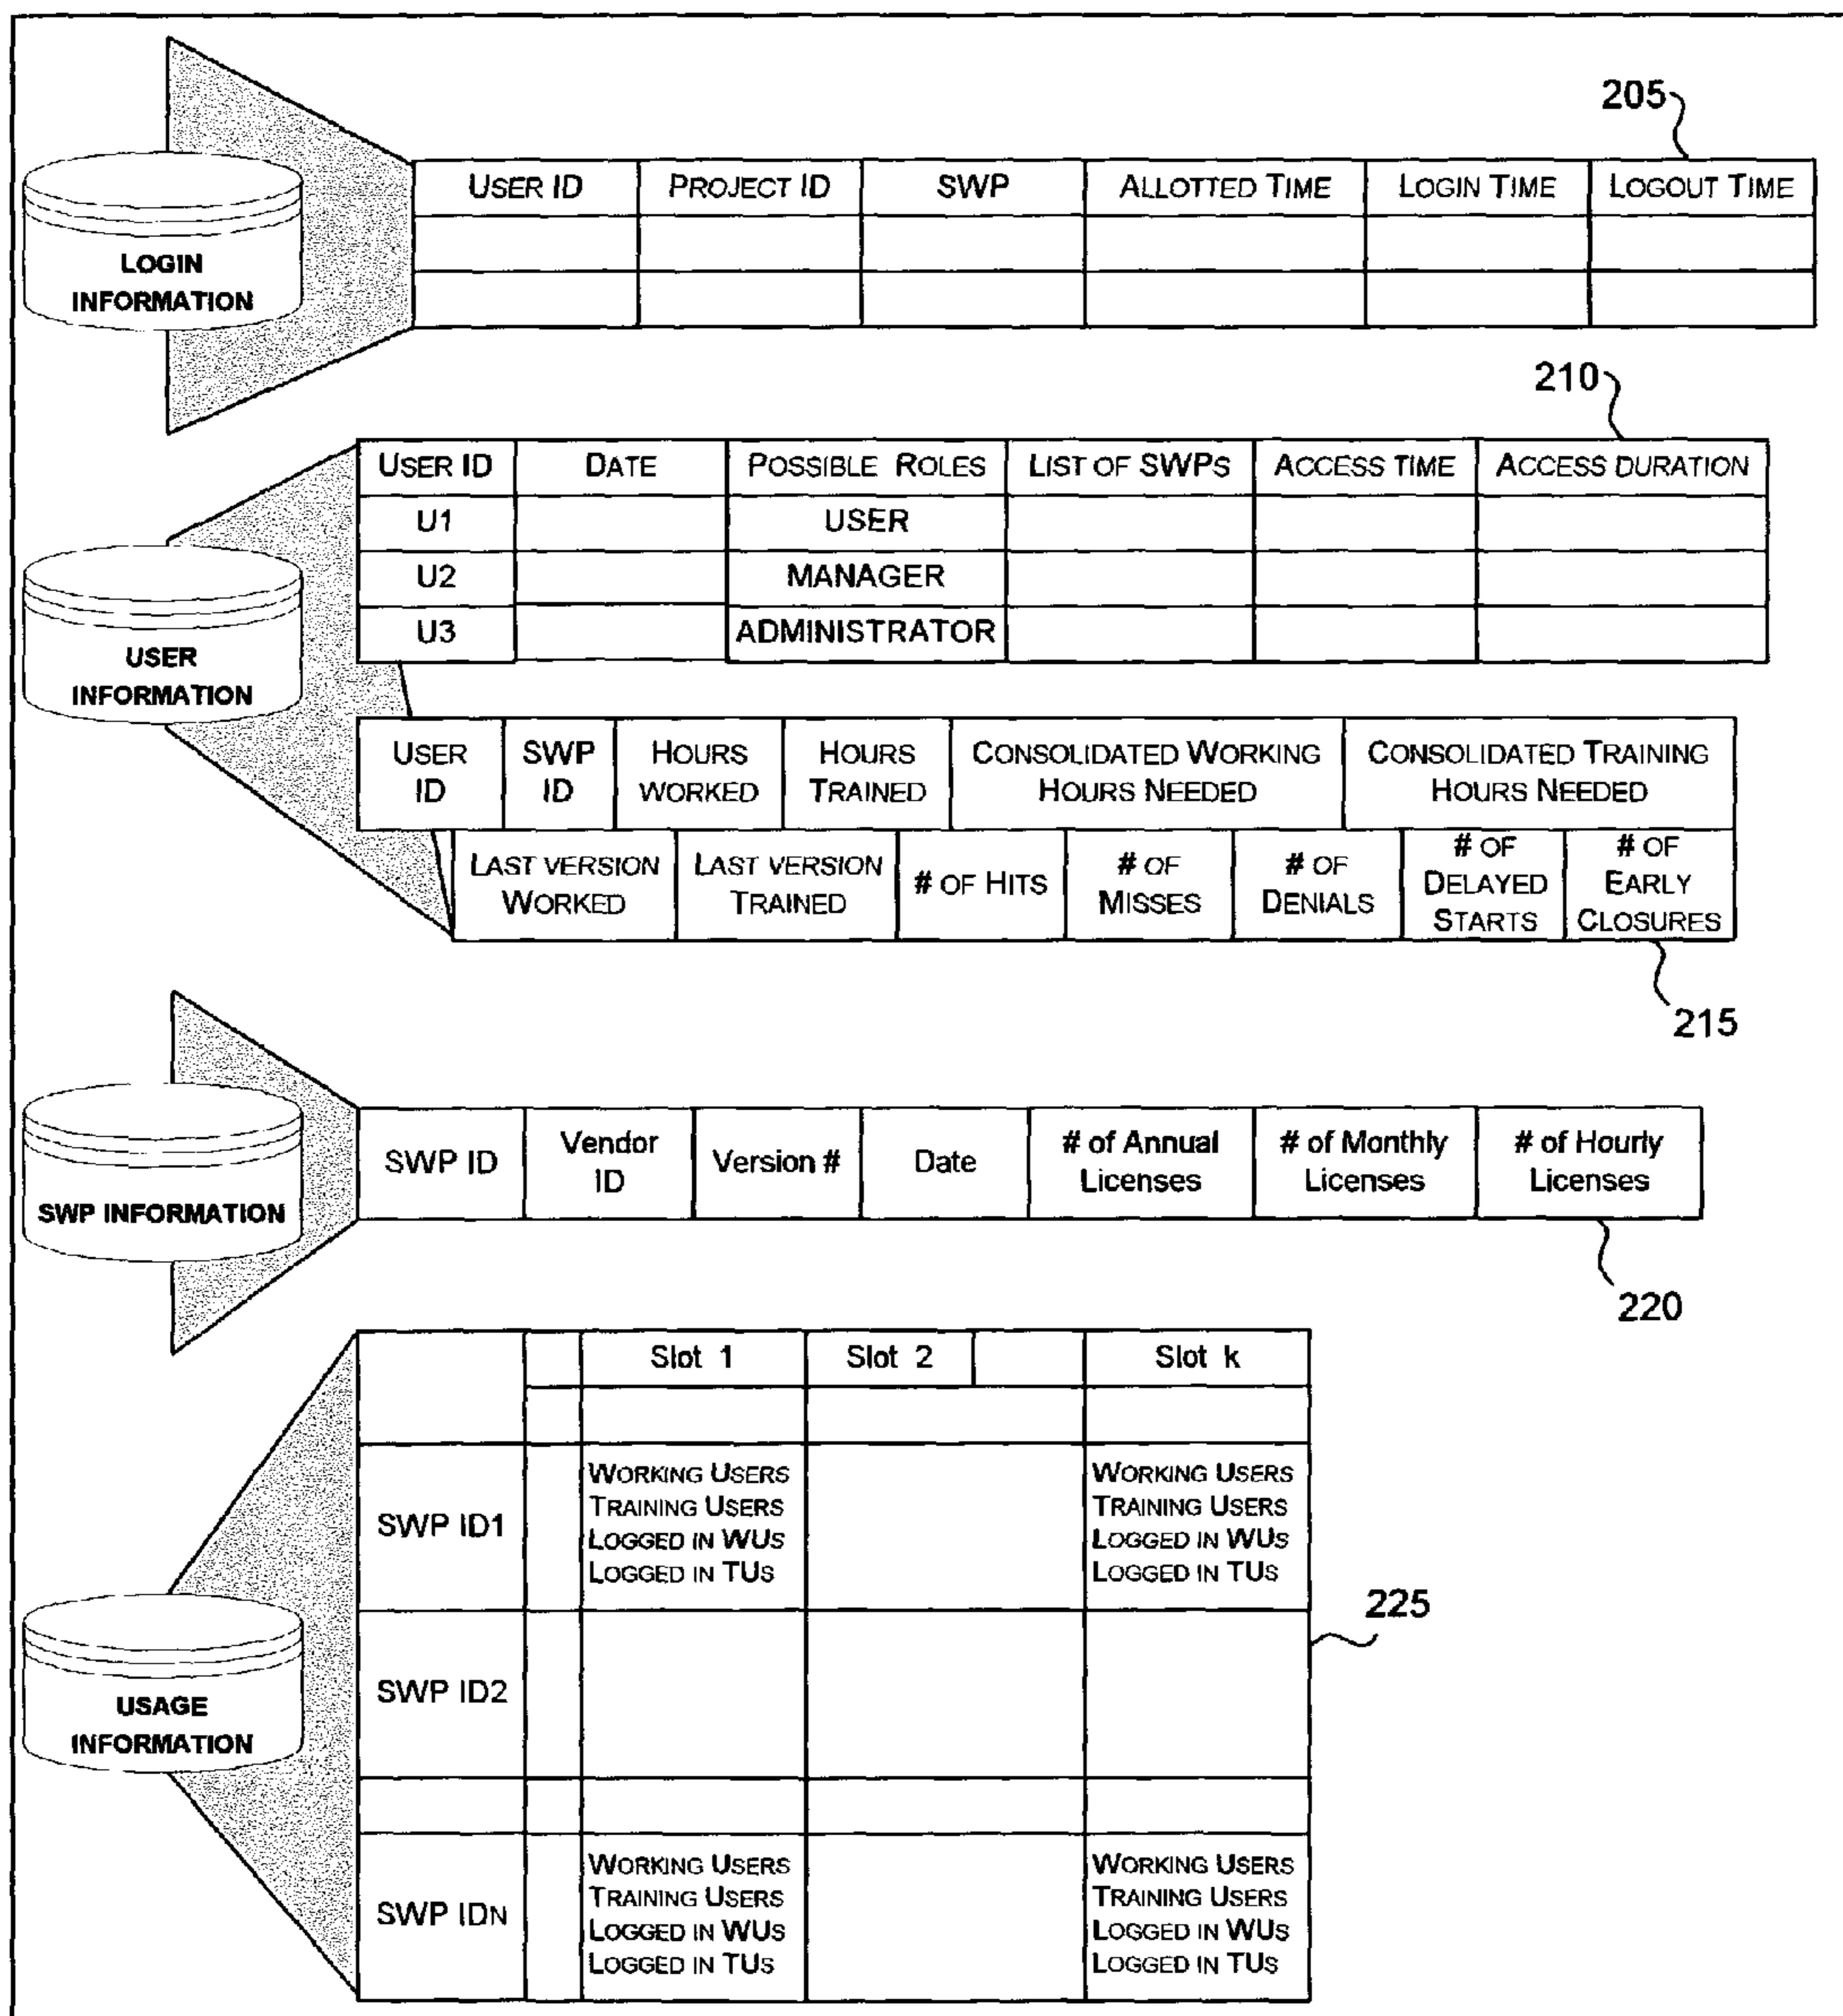 205
USER ID PROJECT ID SWP ALLOTTED TIME LOGIN TIME LOGOUT TIME
LOGIN
INFORMATION
210
USER ID DATE POSSIBLE ROLES LIST OF SWPS ACCESS TIME ACCESS DURATION
U1 USER
U2 MANAGER
U3 ADMINISTRATOR
USER
INFORMATION
USER SWP HOURS HOURS CONSOLIDATED WORKING CONSOLIDATED TRAINING
ID ID WORKED TRAINED HOURS NEEDED HOURS NEEDED
LAST VERSION WORKED
LAST VERSION TRAINED
# OF HITS
# OF MISSES
# OF DENIALS
# OF DELAYED STARTS
# OF EARLY CLOSURES
215
SWP INFORMATION
SWP ID
Vendor ID
Version #
Date
# of Annual Licenses
# of Monthly Licenses
# of Hourly Licenses
220
Slot 1 Slot 2 Slot k
SWP ID1
WORKING USERS WORKING USERS
TRAINING USERS TRAINING USERS
LOGGED IN WUS LOGGED IN WUS
LOGGED IN TUS LOGGED IN TUS
225
SWP ID2
USAGE
INFORMATION
SWP IDN
WORKING USERS WORKING USERS
TRAINING USERS TRAINING USERS
LOGGED IN WUS LOGGED IN WUS
LOGGED IN TUS LOGGED IN TUS